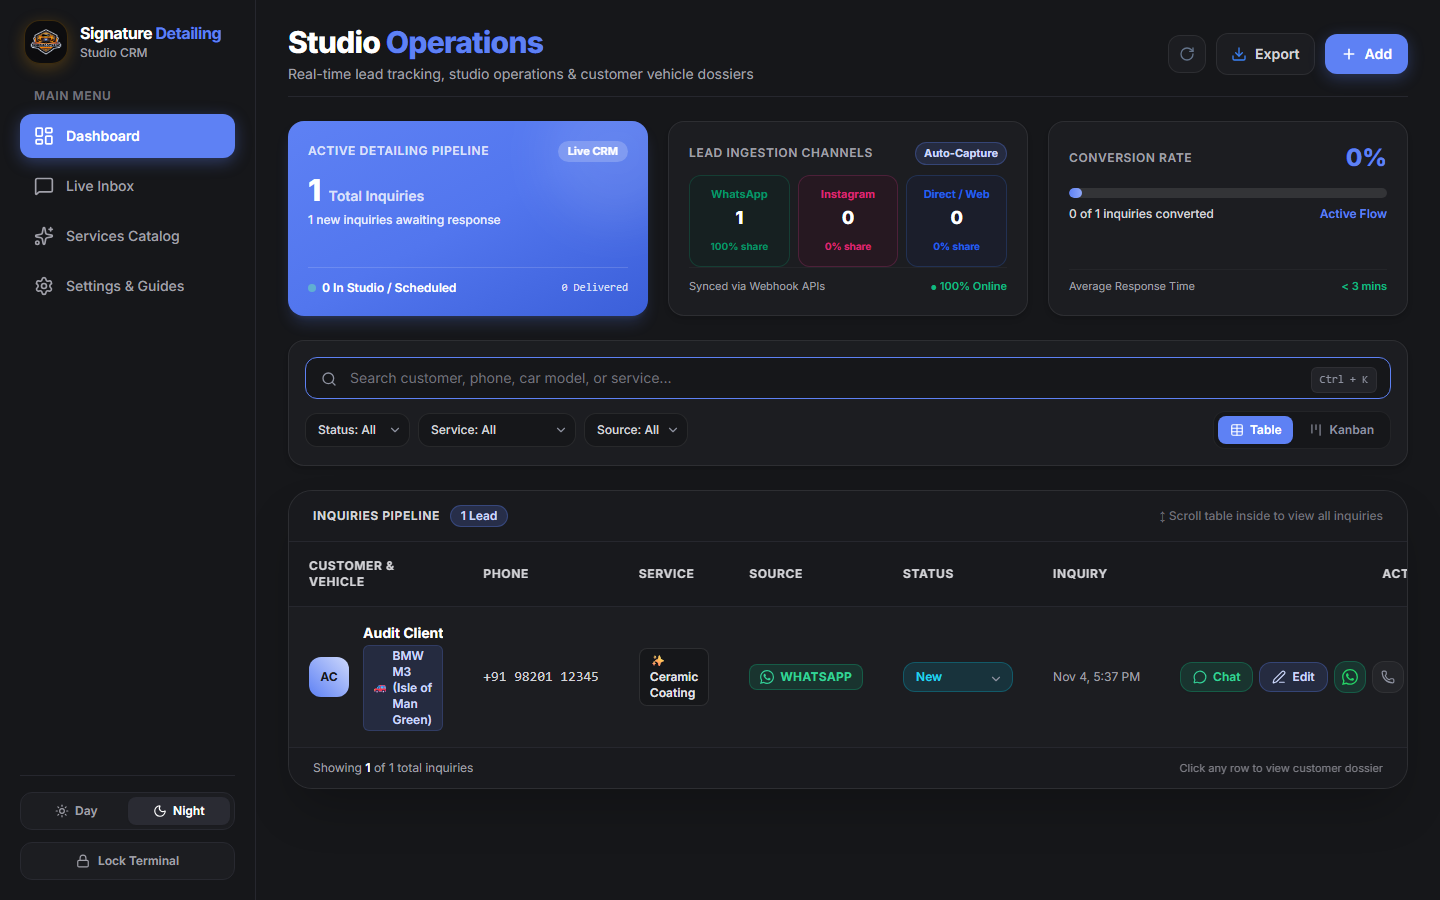 Signature Detailing
Studio CRM
MAIN MENU
Dashboard
Live Inbox
Services Catalog
Settings & Guides
Day
Night
Lock Terminal
Studio Operations
Real-time lead tracking, studio operations & customer vehicle dossiers
Export
Add
ACTIVE DETAILING PIPELINE
Live CRM
1 Total Inquiries
1 new inquiries awaiting response
0 In Studio / Scheduled
0 Delivered
LEAD INGESTION CHANNELS
Auto-Capture
WhatsApp
1
100% share
Instagram
0
0% share
Direct / Web
0
0% share
Synced via Webhook APIs
● 100% Online
CONVERSION RATE
0%
0 of 1 inquiries converted
Active Flow
Average Response Time
< 3 mins
Search customer, phone, car model, or service...
Ctrl + K
Status: All
Service: All
Source: All
Table
Kanban
INQUIRIES PIPELINE
1 Lead
↕ Scroll table inside to view all inquiries
CUSTOMER &
VEHICLE
PHONE
SERVICE
SOURCE
STATUS
INQUIRY
ACT
AC
Audit Client
BMW
M3
(Isle of
Man
Green)
+91 98201 12345
✨
Ceramic
Coating
WHATSAPP
New
Nov 4, 5:37 PM
Chat
Edit
Showing 1 of 1 total inquiries
Click any row to view customer dossier